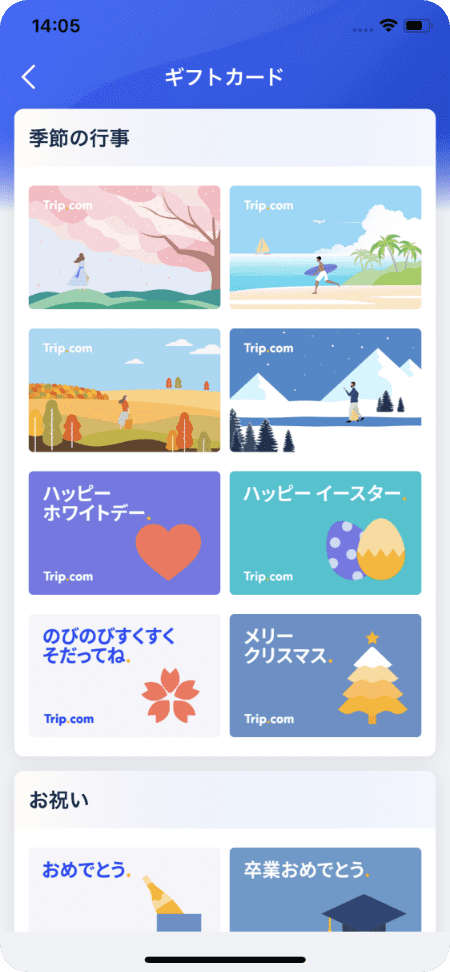 14:05
ギフトカード
季節の行事
Trip.com
Trip.com
Trip.com
Trip.com
ハッピー
ホワイトデー.
Trip.com
ハッピー イースター.
Trip.com
のびのびすくすく
そだってね.
Trip.com
メリー
クリスマス.
Trip.com
お祝い
おめでとう.
卒業おめでとう.